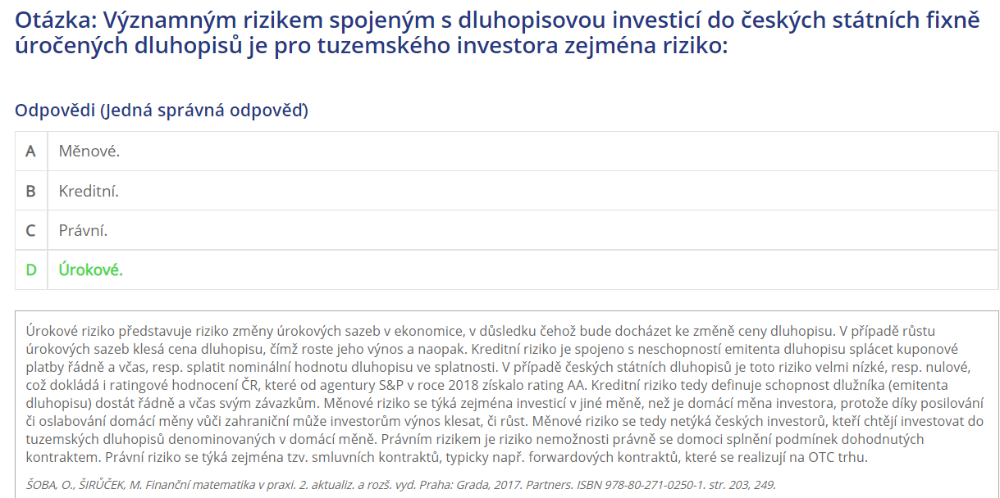 Otázka: Významným rizikem spojeným s dluhopisovou investicí do českých státních fixně
úročených dluhopisů je pro tuzemského investora zejména riziko:
Odpovědi (Jedná správná odpověď)
A Měnové.
B Kreditní.
C Právní.
D Úrokové.
Úrokové riziko představuje riziko změny úrokových sazeb v ekonomice, v důsledku čehož bude docházet ke změně ceny dluhopisu. V případě růstu
úrokových sazeb klesá cena dluhopisu, čímž roste jeho výnos a naopak. Kreditní riziko je spojeno s neschopností emitenta dluhopisu splácet kuponové
platby řádně a včas, resp. splatit nominální hodnotu dluhopisu ve splatnosti. V případě českých státních dluhopisů je toto riziko velmi nízké, resp. nulové,
což dokládá i ratingové hodnocení ČR, které od agentury S&P v roce 2018 získalo rating AA. Kreditní riziko tedy definuje schopnost dlužníka (emitenta
dluhopisu) dostát řádně a včas svým závazkům. Měnové riziko se týká zejména investicí v jiné měně, než je domácí měna investora, protože díky posilování
či oslabování domácí měny vůči zahraniční může investorům výnos klesat, či růst. Měnové riziko se tedy netýká českých investorů, kteří chtějí investovat do
tuzemských dluhopisů denominovaných v domácí měně. Právním rizikem je riziko nemožnosti právně se domoci splnění podmínek dohodnutých
kontraktem. Právní riziko se týká zejména tzv. smluvních kontraktů, typicky např. forwardových kontraktů, které se realizují na OTC trhu.
ŠOBA, O., ŠIRŮČEK, M. Finanční matematika v praxi. 2. aktualiz. a rozš. vyd. Praha: Grada, 2017. Partners. ISBN 978-80-271-0250-1. str. 203, 249.